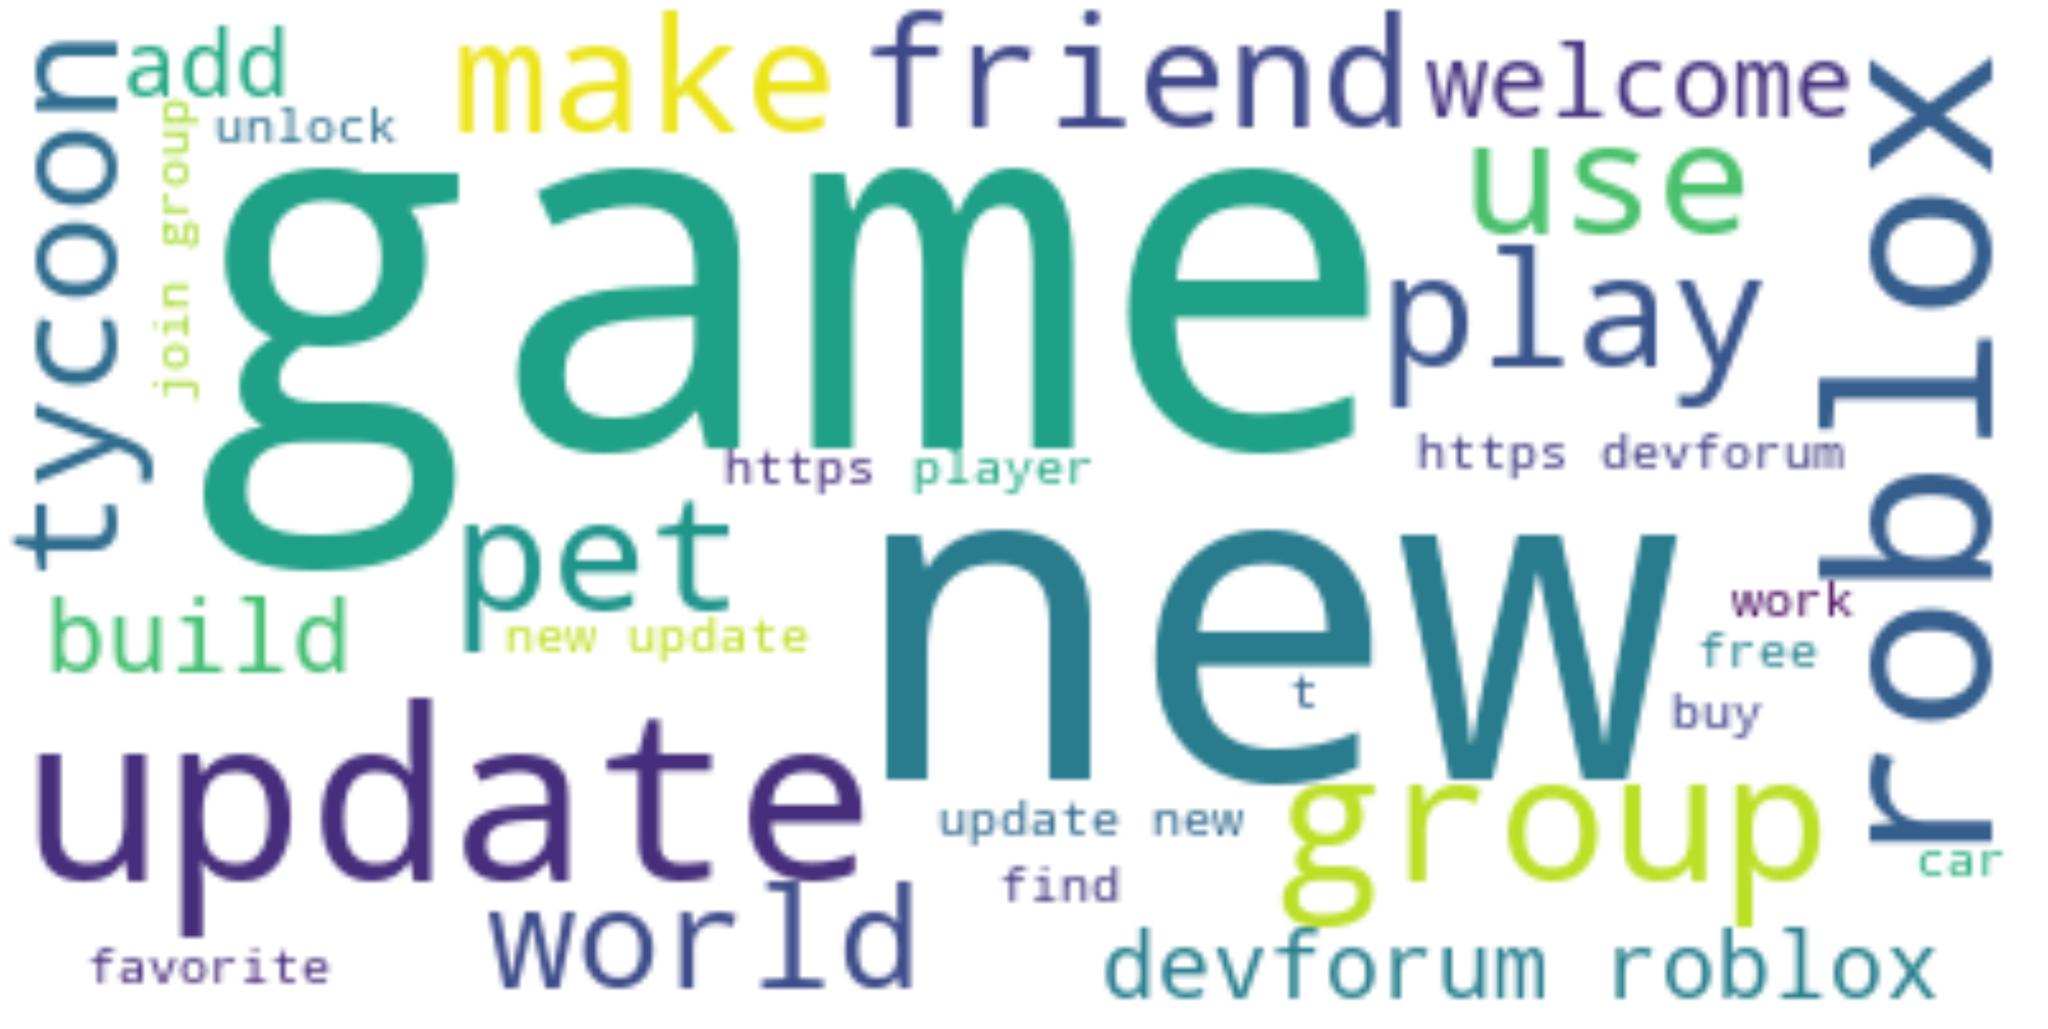 tycoon
add
make
friend
welcome
roblox
unlock
join group
game
use
play
https
player
https devforum
pet
new
build
new update
work
free
t
buy
update
group
update new
car
find
world
favorite
devforum roblox